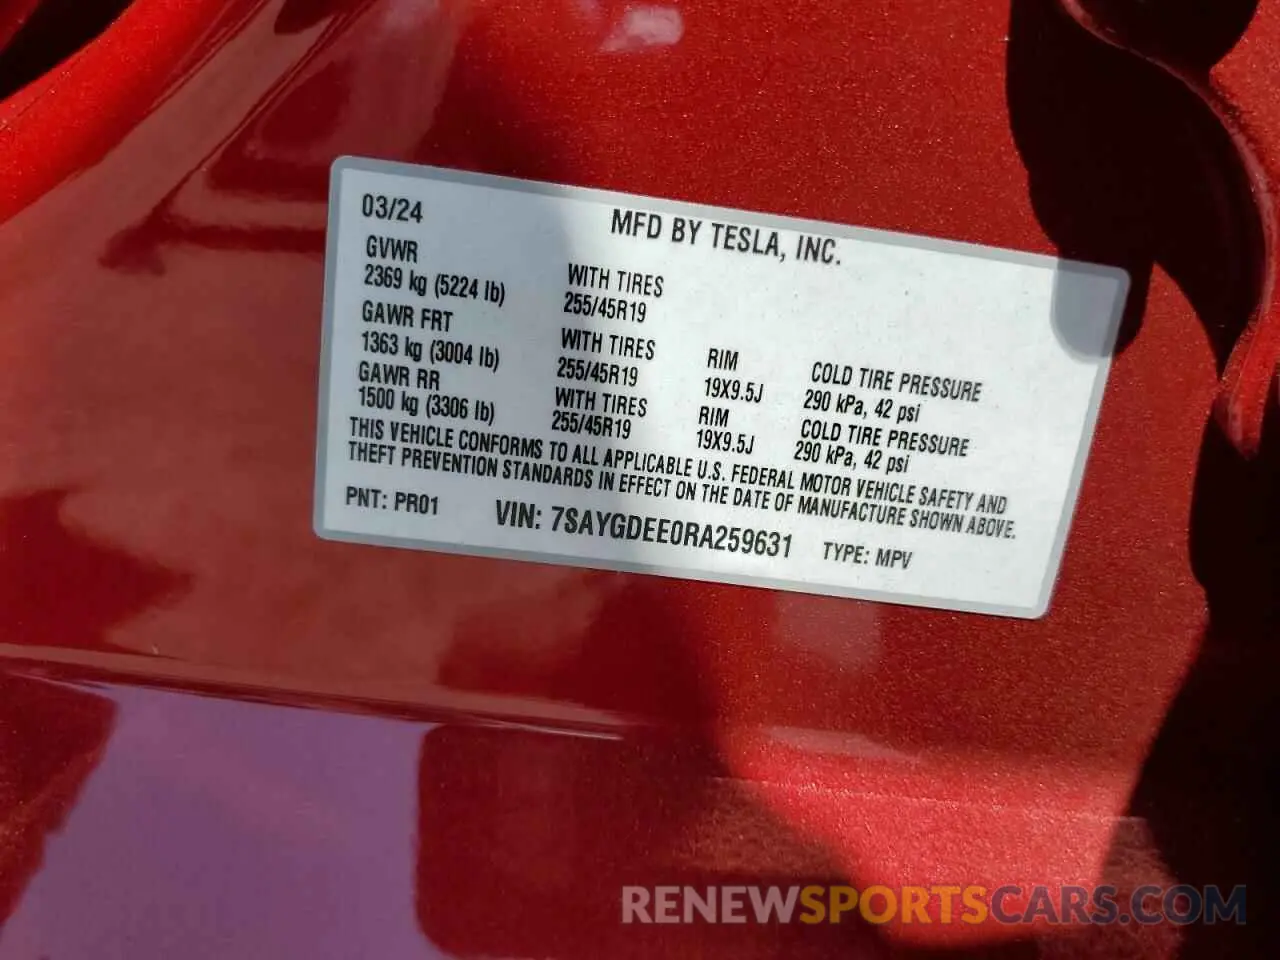 03/24
MFD BY TESLA, INC.
GVWR
2369 kg (5224 lb)
WITH TIRES
255/45R19
GAWR FRT
1363 kg (3004 lb)
WITH TIRES
255/45R19
RIM
19X9.5J
COLD TIRE PRESSURE
290 kPa, 42 psi
GAWR RR
1500 kg (3306 lb)
WITH TIRES
255/45R19
RIM
19X9.5J
COLD TIRE PRESSURE
290 kPa, 42 psi
THIS VEHICLE CONFORMS TO ALL APPLICABLE U.S. FEDERAL MOTOR VEHICLE SAFETY AND
THEFT PREVENTION STANDARDS IN EFFECT ON THE DATE OF MANUFACTURE SHOWN ABOVE.
PNT: PR01
VIN: 7SAYGDEE0RA259631
TYPE: MPV
RENEWSPORTSCARS.COM